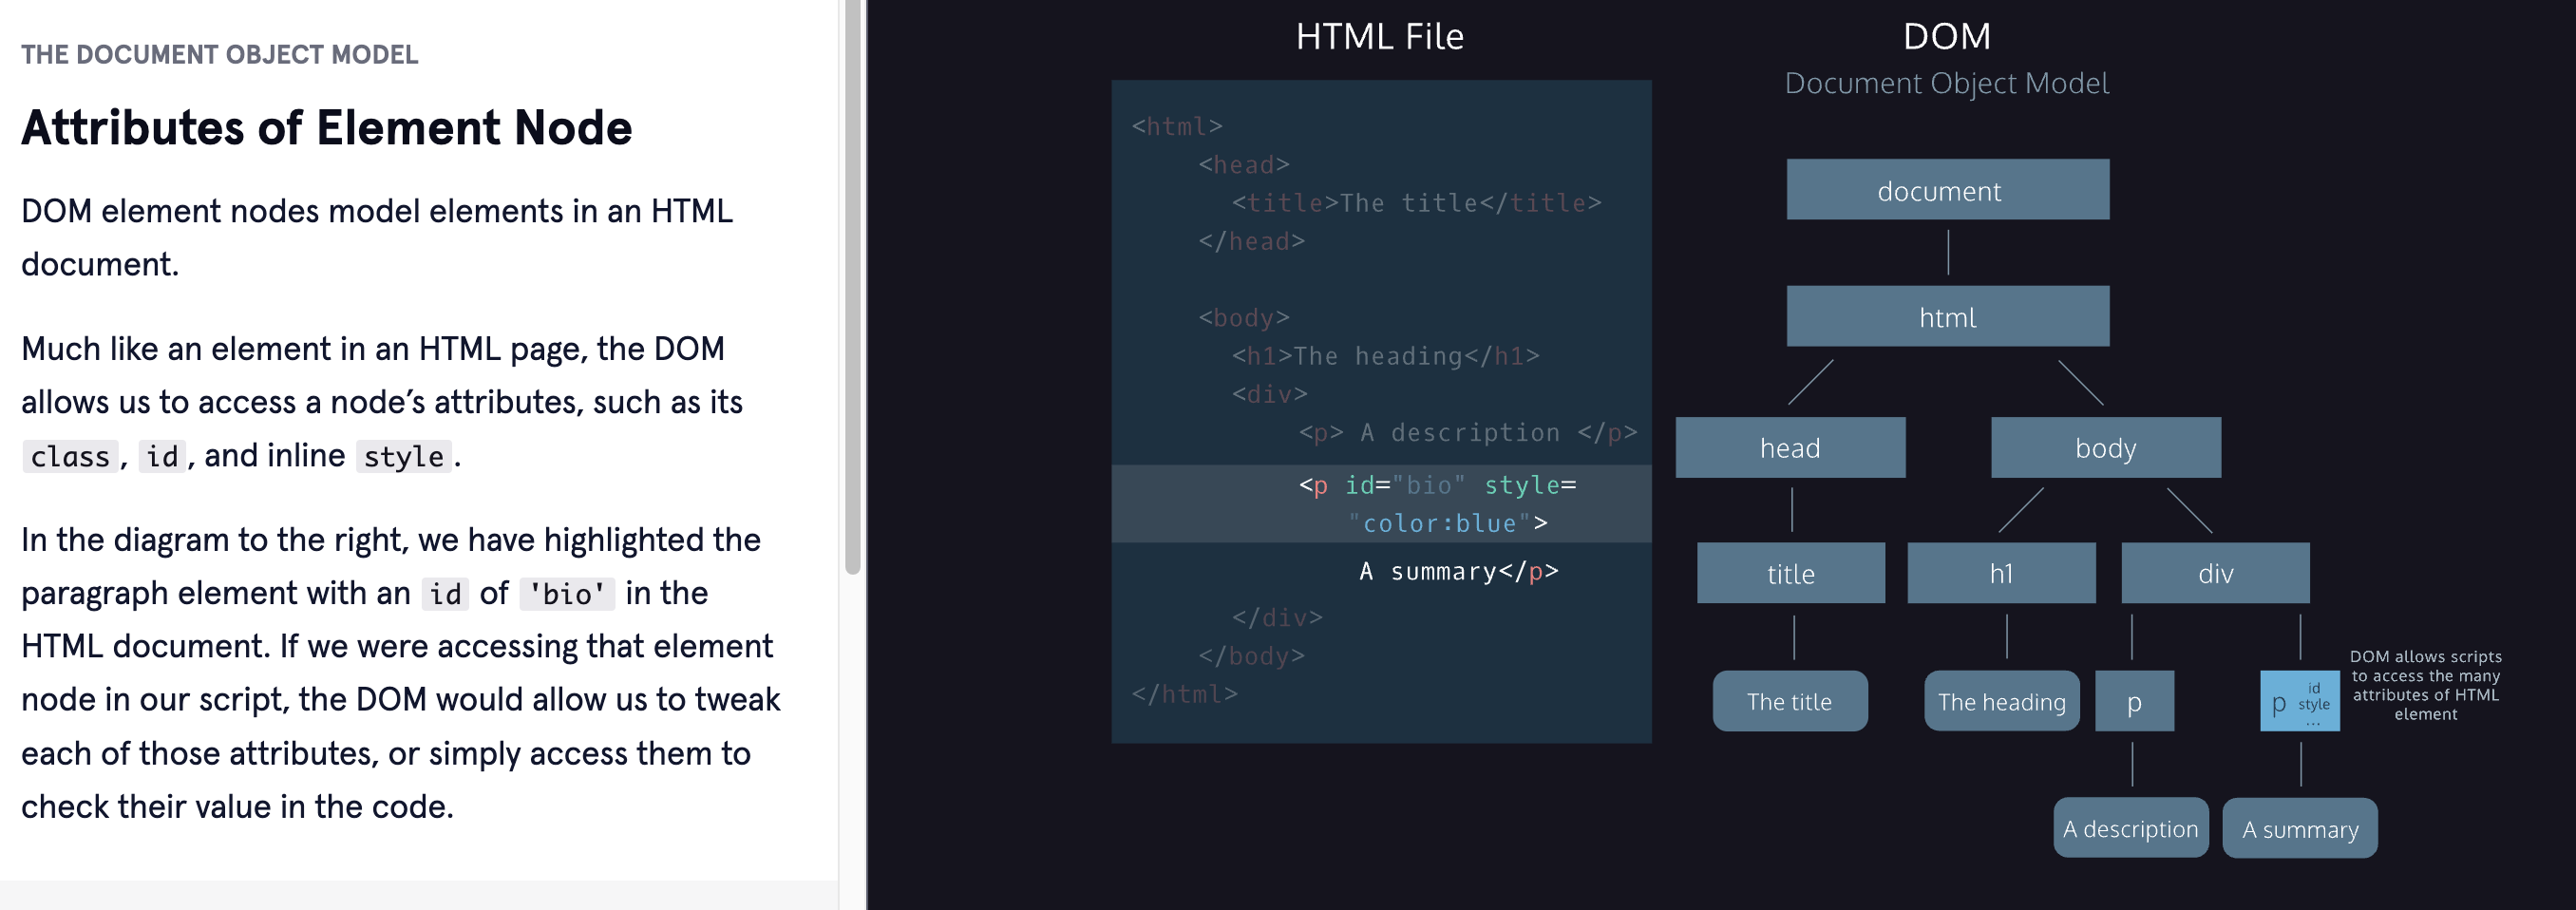 THE DOCUMENT OBJECT MODEL
Attributes of Element Node
DOM element nodes model elements in an HTML
document.
Much like an element in an HTML page, the DOM
allows us to access a node’s attributes, such as its
class, id, and inline style.
In the diagram to the right, we have highlighted the
paragraph element with an id of 'bio' in the
HTML document. If we were accessing that element
node in our script, the DOM would allow us to tweak
each of those attributes, or simply access them to
check their value in the code.
HTML File
<html>
<head>
<title>The title</title>
</head>
<body>
<h1>The heading</h1>
<div>
<p> A description </p>
<p id="bio" style=
"color:blue">
A summary</p>
</div>
</body>
</html>
DOM
Document Object Model
document
html
head
body
title
h1
div
The title
The heading
p
p
id
style
...
DOM allows scripts
to access the many
attributes of HTML
element
A description
A summary